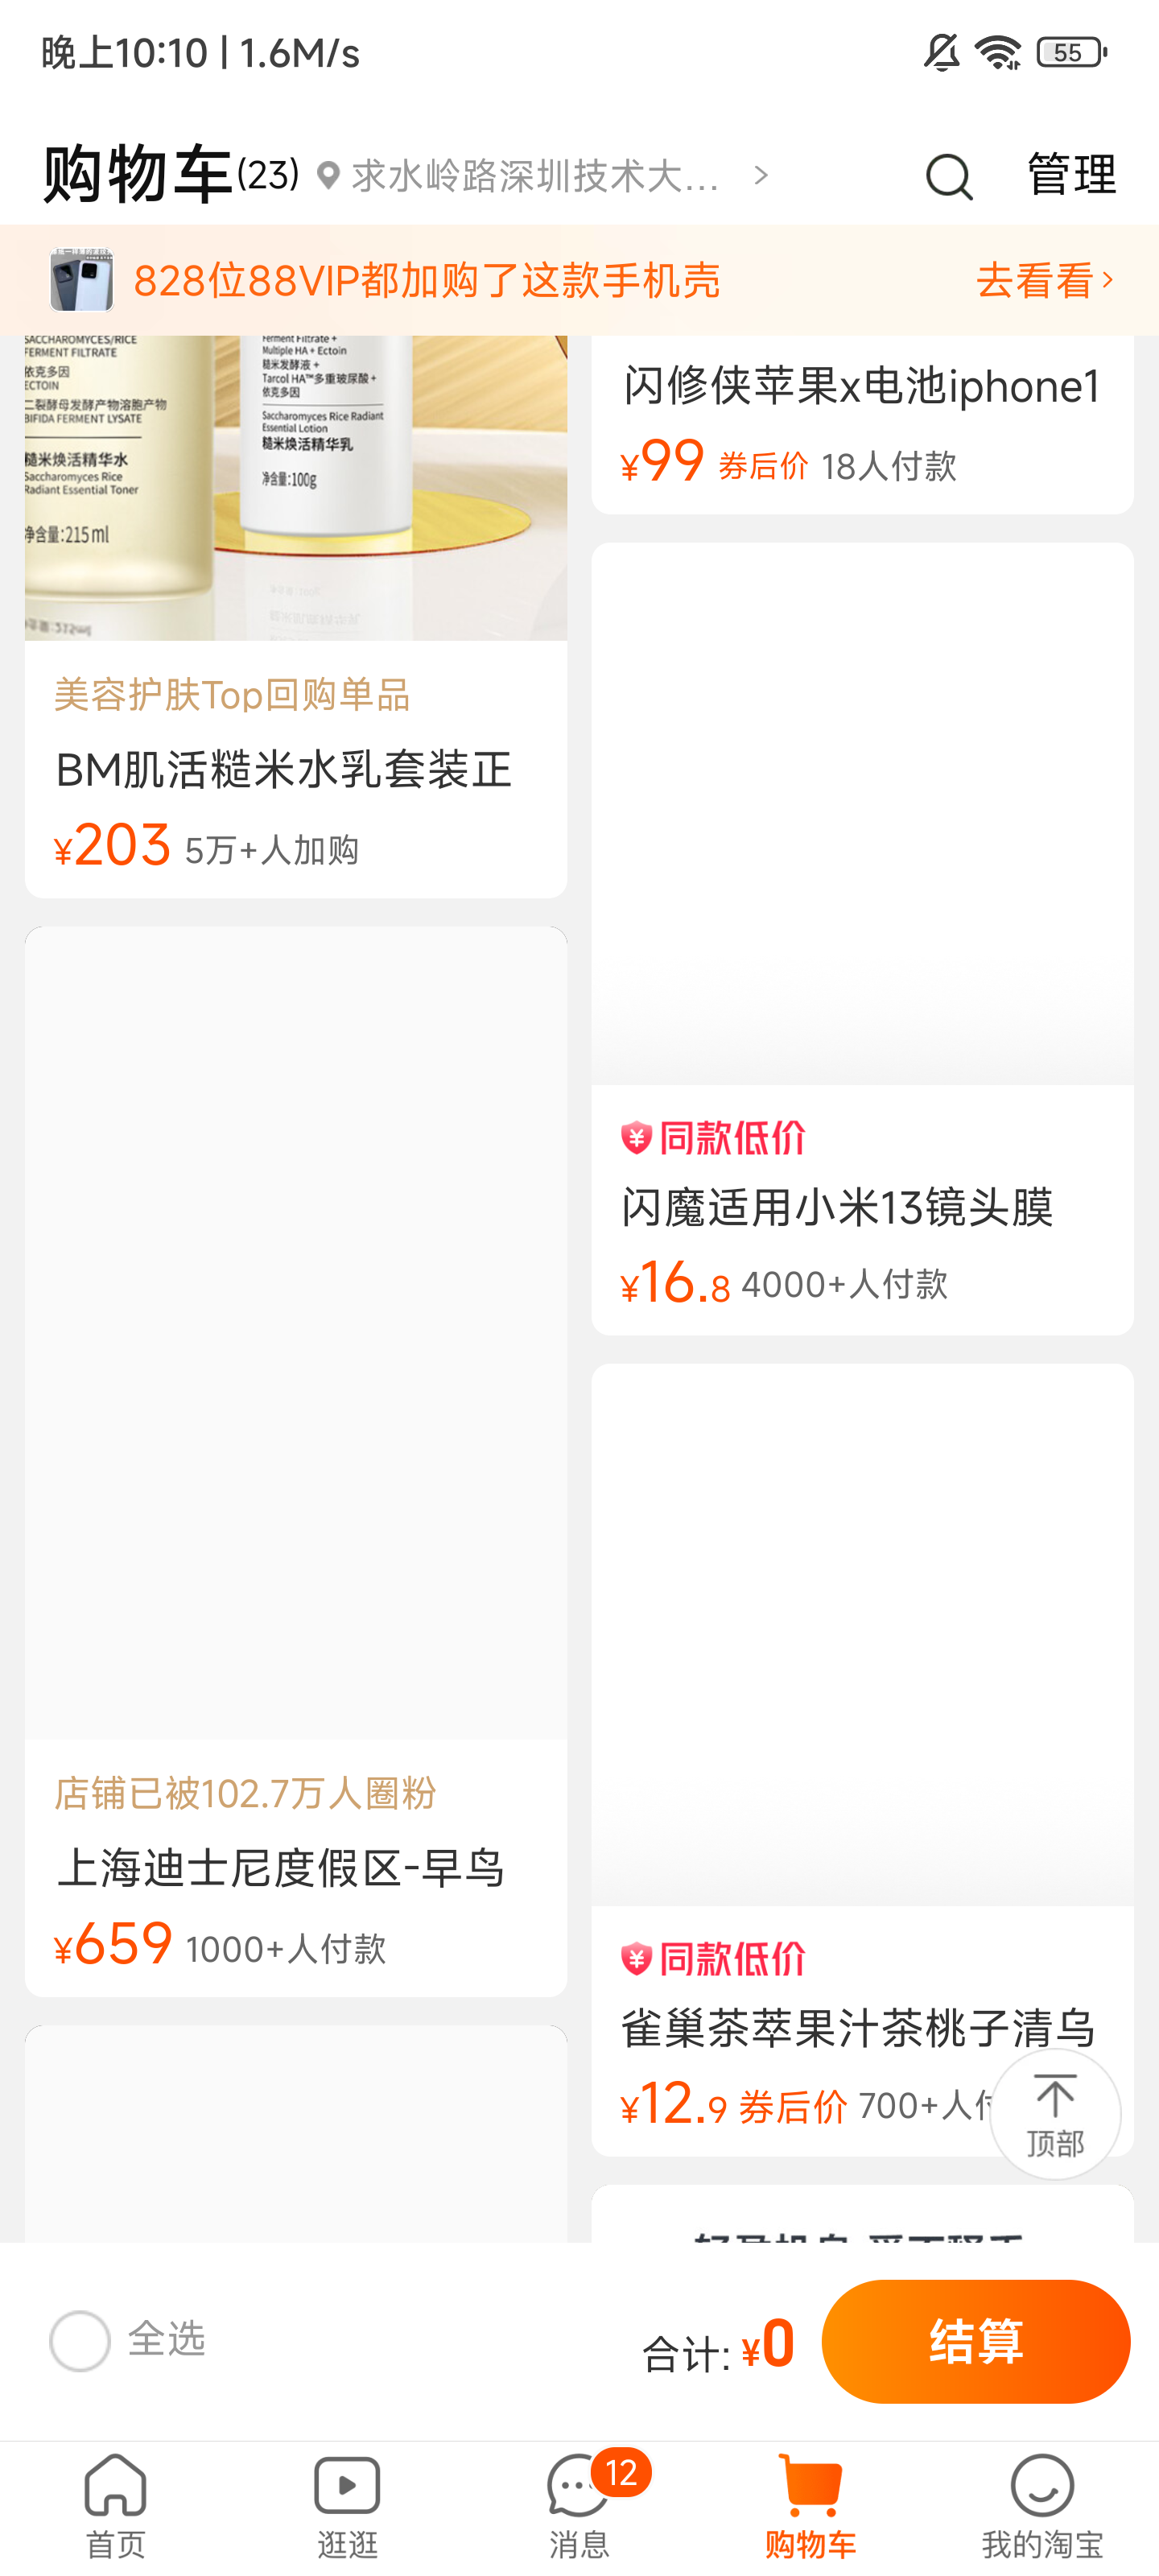 晚上10:10 | 1.6M/s
55
购物车(23)
求水岭路深圳技术大...
管理
828位88VIP都加购了这款手机壳
去看看
SACCHAROMYCES/RICE
FERMENT FILTRATE
依克多因
ECTOIN
二裂酵母发酵产物溶胞产物
BIFIDA FERMENT LYSATE
糙米焕活精华水
Saccharomyces Rice
Radiant Essential Toner
净含量:215ml
Ferment Filtrate +
Multiple HA + Ectoin
糙米发酵液 +
Tarcol HA™多重玻尿酸 +
依克多因
Saccharomyces Rice Radiant
Essential Lotion
糙米焕活精华乳
净含量:100g
美容护肤Top回购单品
BM肌活糙米水乳套装正
¥203 5万+人加购
闪修侠苹果x电池iphone1
¥99 券后价 18人付款
同款低价
闪魔适用小米13镜头膜
¥16.8 4000+人付款
店铺已被102.7万人圈粉
上海迪士尼度假区-早鸟
¥659 1000+人付款
同款低价
雀巢茶萃果汁茶桃子清乌
¥12.9 券后价 700+人付
顶部
全选
合计: ¥0
结算
首页
逛逛
12
消息
购物车
我的淘宝